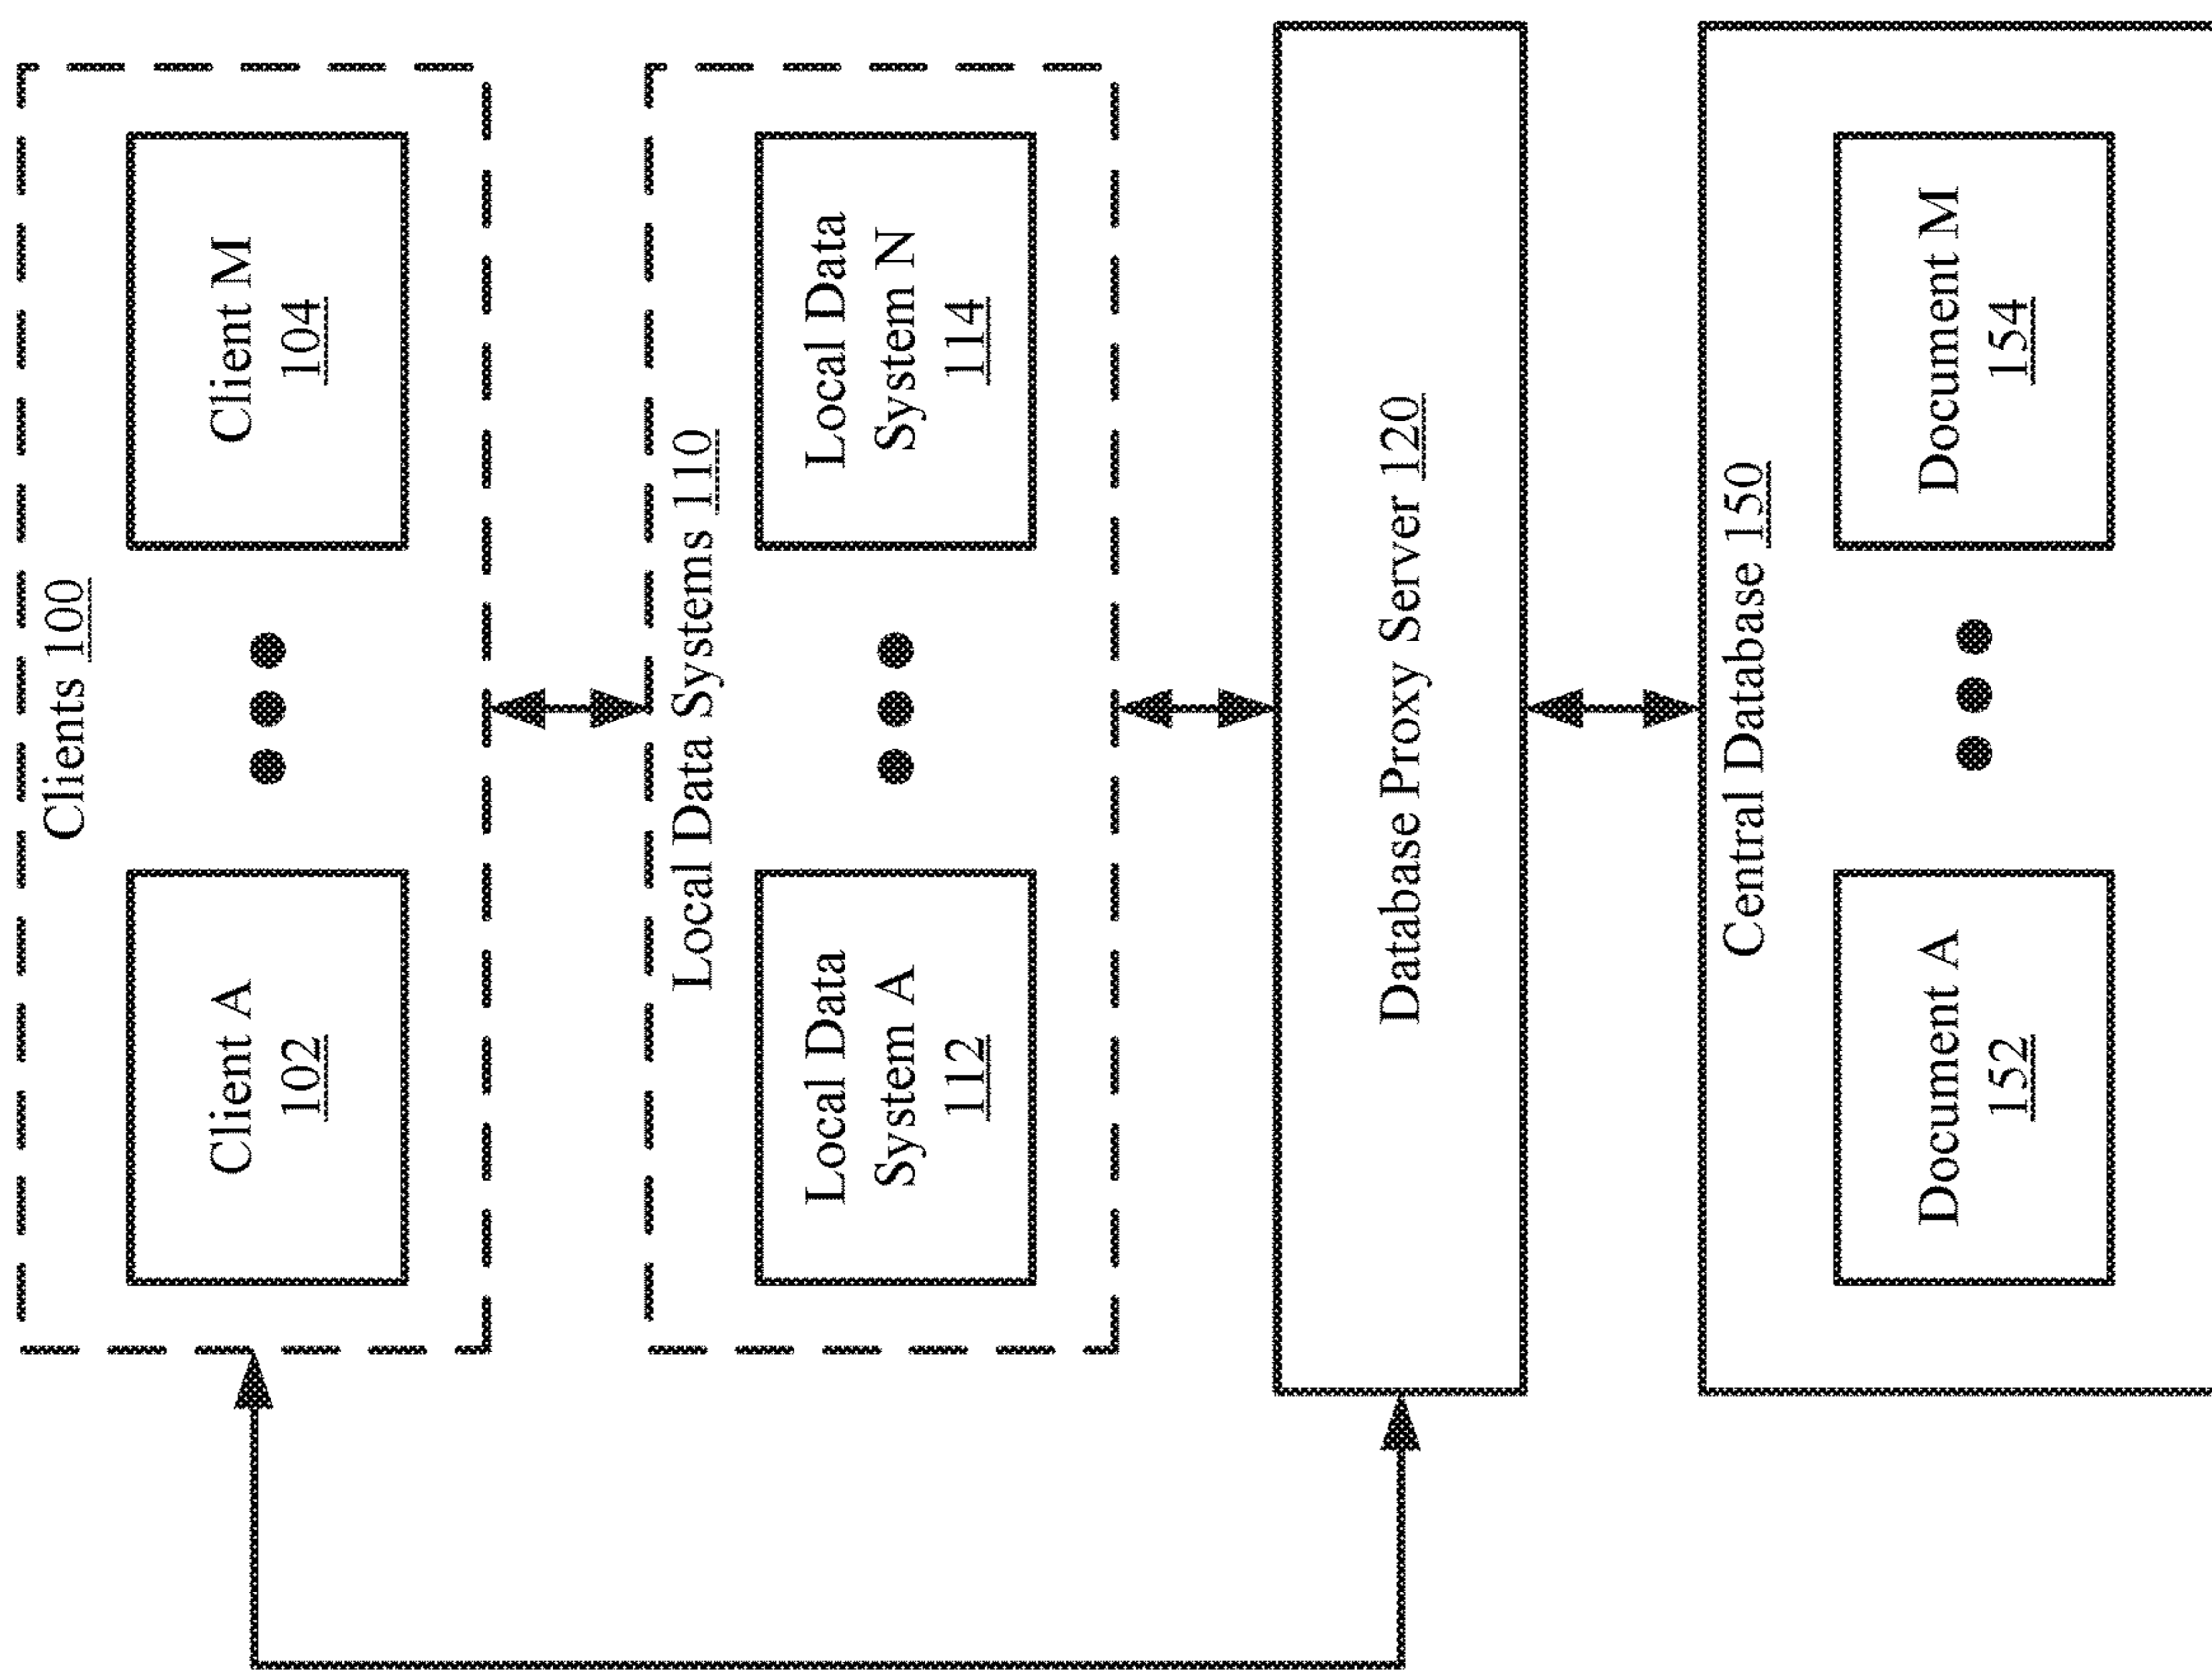 Clients 100
Client A
102
Client M
104
Local Data Systems 110
Local Data
System A
112
Local Data
System N
114
Database Proxy Server 120
Central Database 150
Document A
152
Document M
154